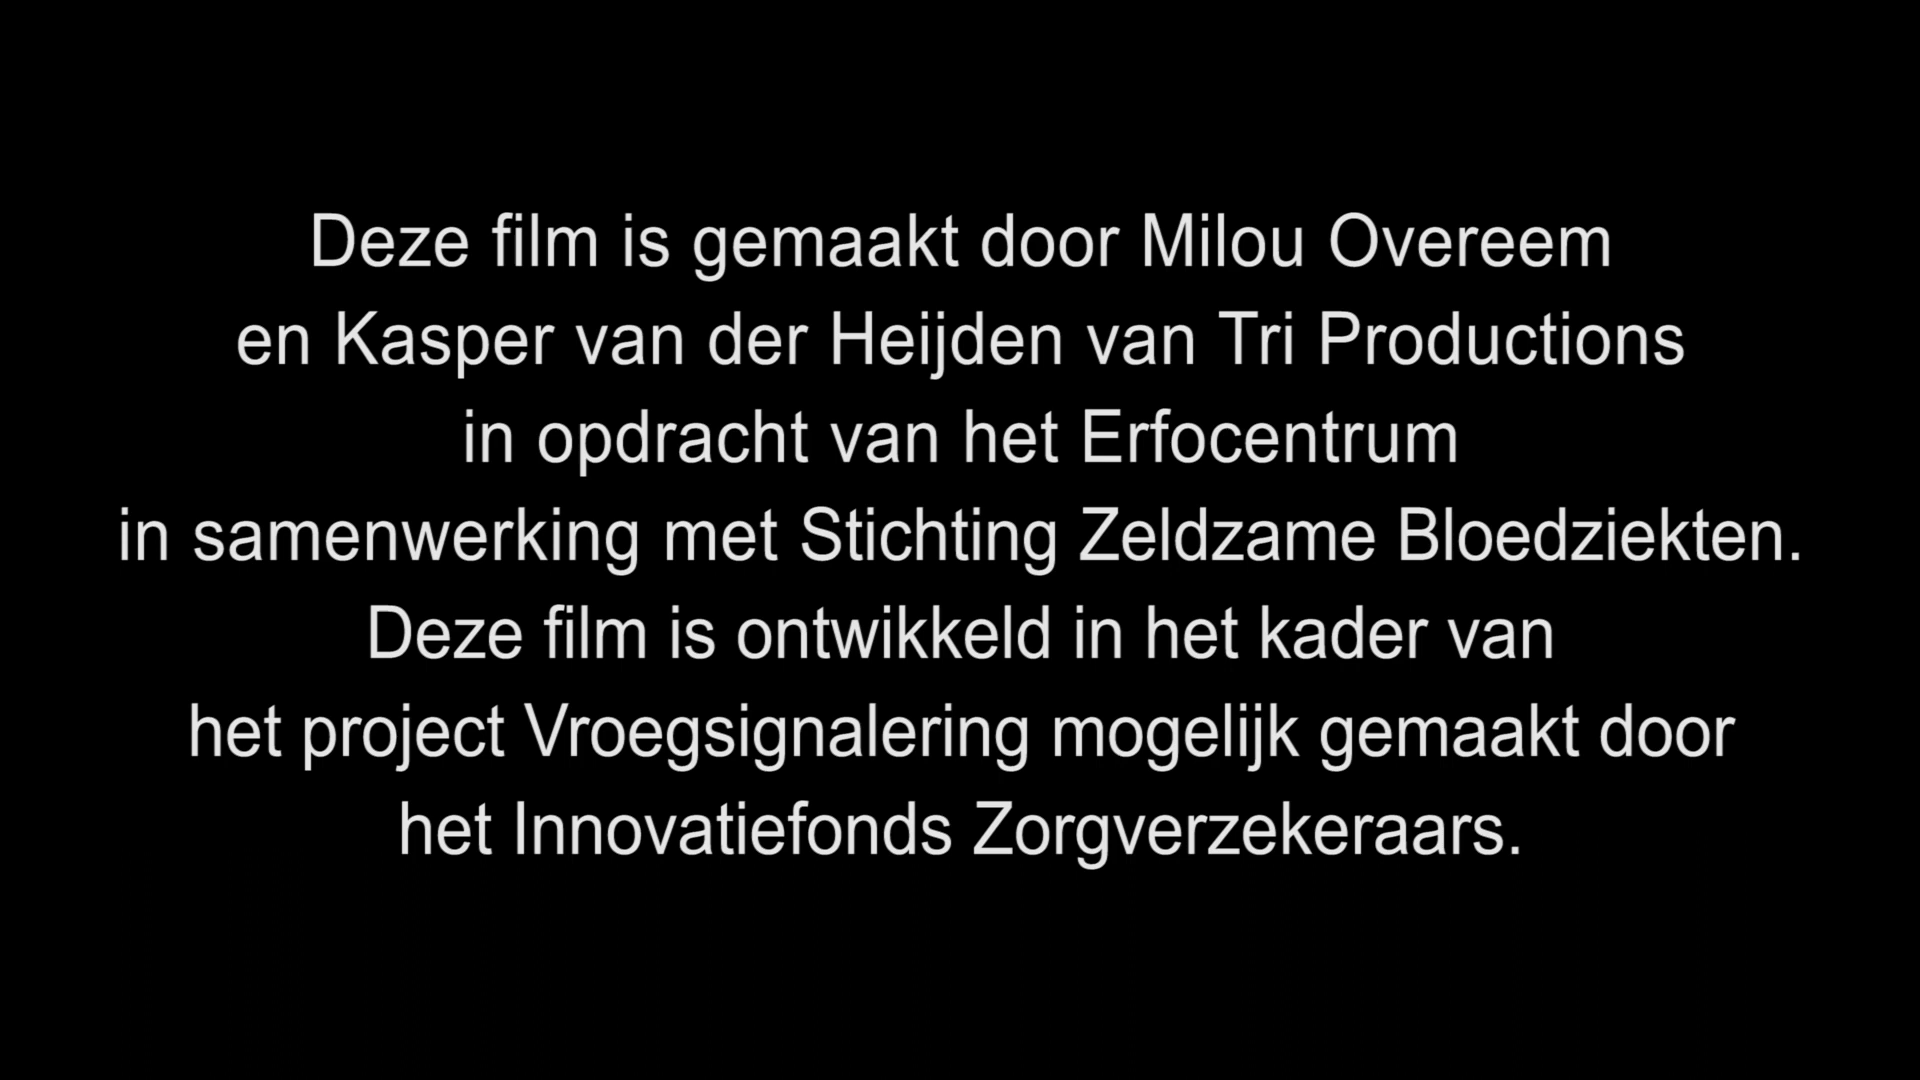 Deze film is gemaakt door Milou Overeem
en Kasper van der Heijden van Tri Productions
in opdracht van het Erfocentrum
in samenwerking met Stichting Zeldzame Bloedziekten.
Deze film is ontwikkeld in het kader van
het project Vroegsignalering mogelijk gemaakt door
het Innovatiefonds Zorgverzekeraars.